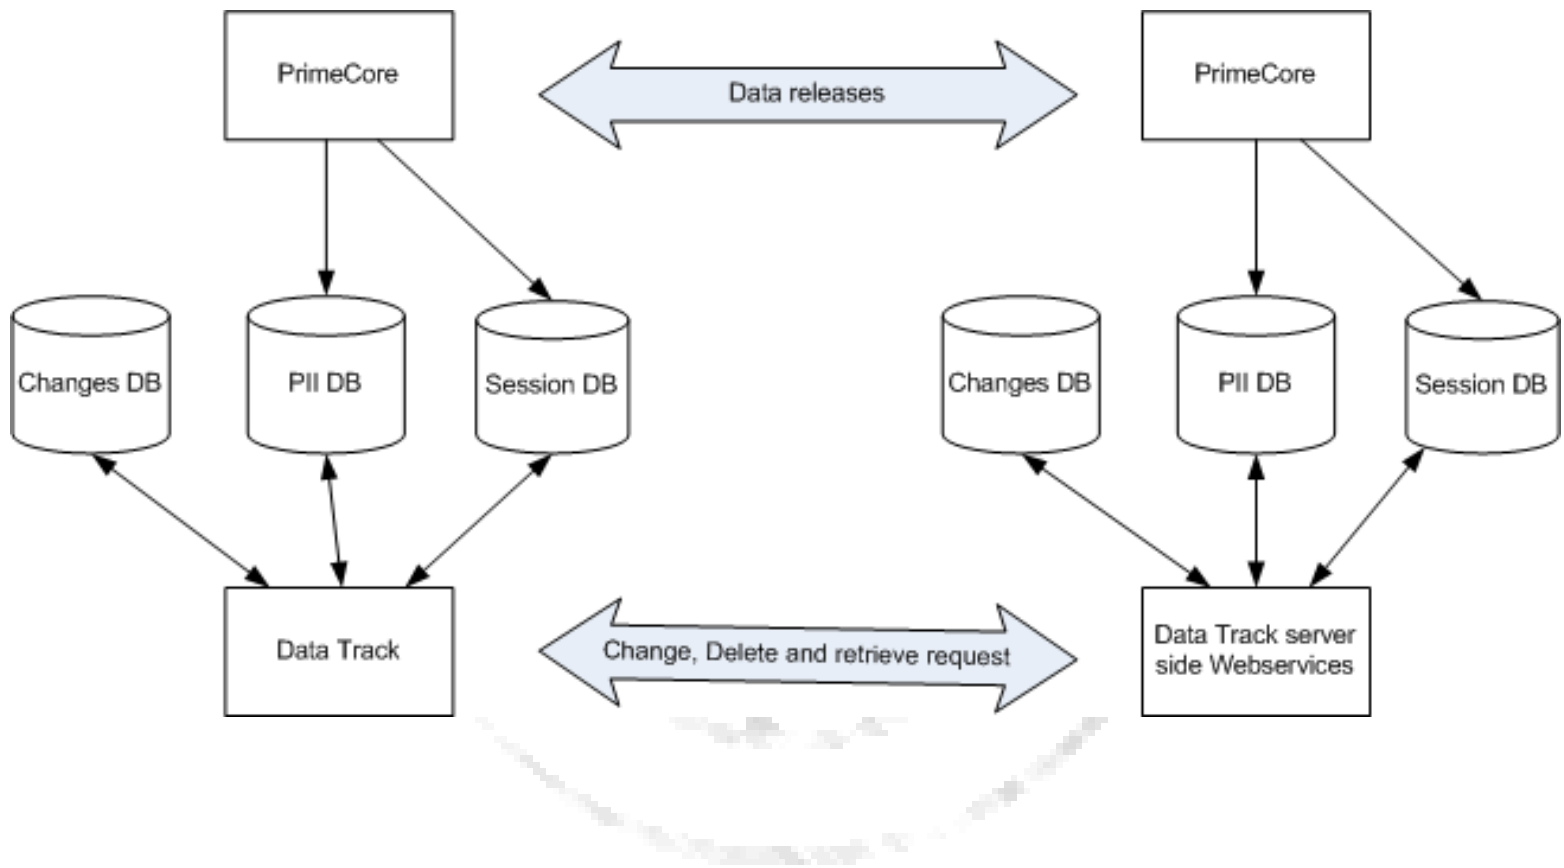 PrimeCore
Data releases
PrimeCore
Changes DB
PII DB
Session DB
Changes DB
PII DB
Session DB
Data Track
Change, Delete and retrieve request
Data Track server
side Webservices